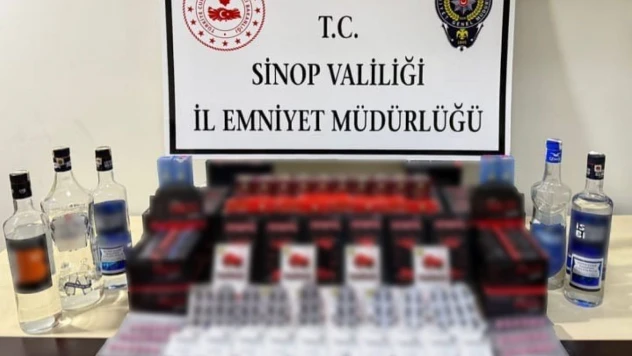 T.C.
SİNOP VALİLİĞİ
İL EMNİYET MÜDÜRLÜĞÜ